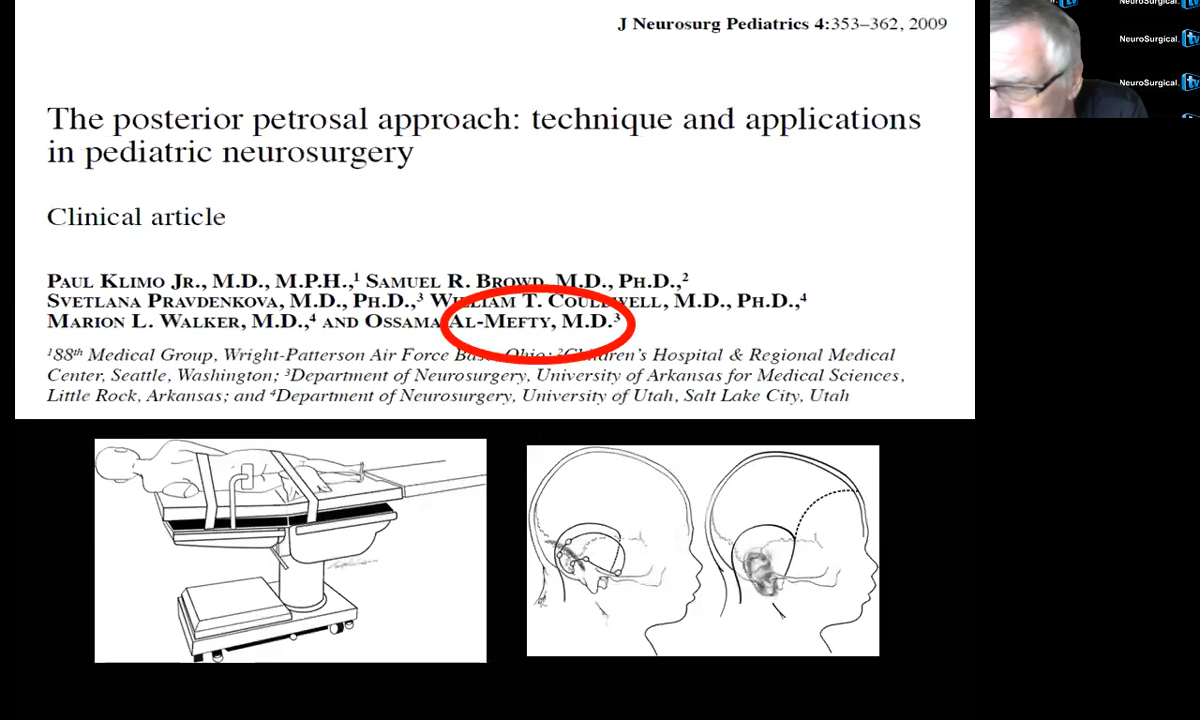 J Neurosurg Pediatrics 4:353–362, 2009
NeuroSurgical.tv
The posterior petrosal approach: technique and applications
in pediatric neurosurgery
Clinical article
Paul Klimo Jr., M.D., M.P.H.,¹ Samuel R. Browd, M.D., Ph.D.,²
Svetlana Pravdenkova, M.D., Ph.D.,³ William T. Couldwell, M.D., Ph.D.,⁴
Marion L. Walker, M.D.,⁴ and Ossama Al-Mefty, M.D.³
¹88th Medical Group, Wright-Patterson Air Force Base, Ohio; ²Children's Hospital & Regional Medical
Center, Seattle, Washington; ³Department of Neurosurgery, University of Arkansas for Medical Sciences,
Little Rock, Arkansas; and ⁴Department of Neurosurgery, University of Utah, Salt Lake City, Utah
NeuroSurgical.tv
NeuroSurgical.tv